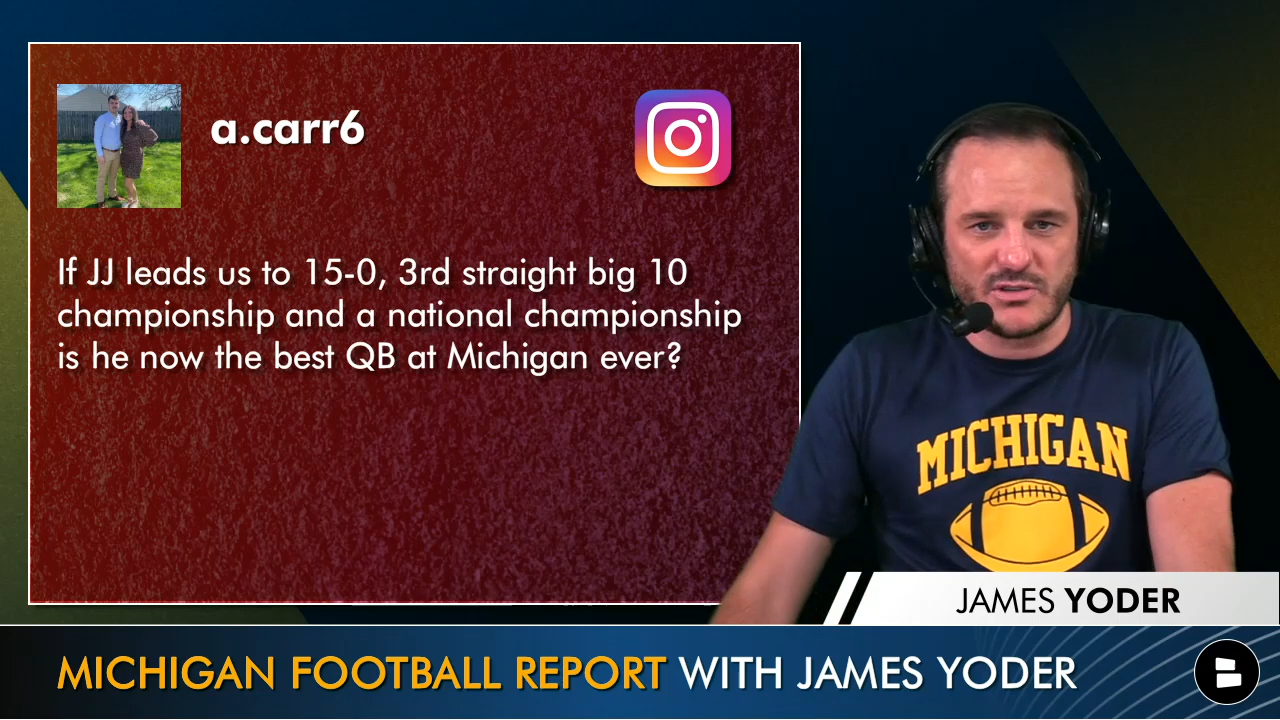 a.carr6
If JJ leads us to 15-0, 3rd straight big 10
championship and a national championship
is he now the best QB at Michigan ever?
MICHIGAN
JAMES YODER
MICHIGAN FOOTBALL REPORT WITH JAMES YODER